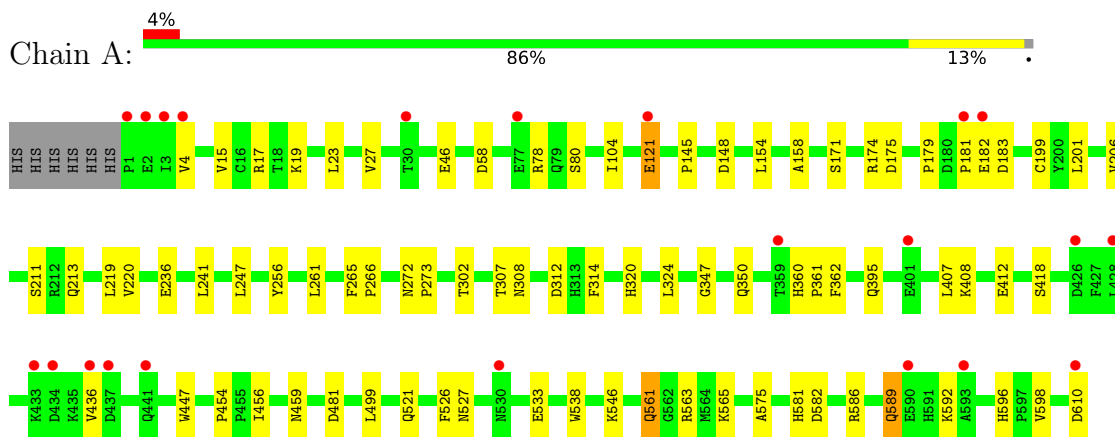 4%
Chain A:
86% 13% •
HIS HIS HIS HIS HIS HIS P1 E2 I3 V4 V15 C16 R17 T18 K19 L23 V27 T30 E46 D58 E77 R78 Q79 S80 I104 E121 P145 D148 L154 A158 S171 R174 D175 P179 D180 P181 E182 D183 C199 Y200 L201
S211 R212 Q213 L219 V220 E236 L241 L247 Y256 L261 F265 P266 N272 P273 T302 T307 N308 D312 H313 F314 H320 L324 G347 Q350 T359 H360 P361 F362 Q395 E401 L407 K408 E412 S418 D426 F427 L428
K433 D434 K435 V436 D437 Q441 W447 P454 P455 I456 N459 D481 L499 Q521 F526 N527 N530 E533 W538 K546 Q561 G562 R563 M564 K565 A575 H581 D582 R586 Q589 E590 H591 K592 A593 H596 P597 V598 D610